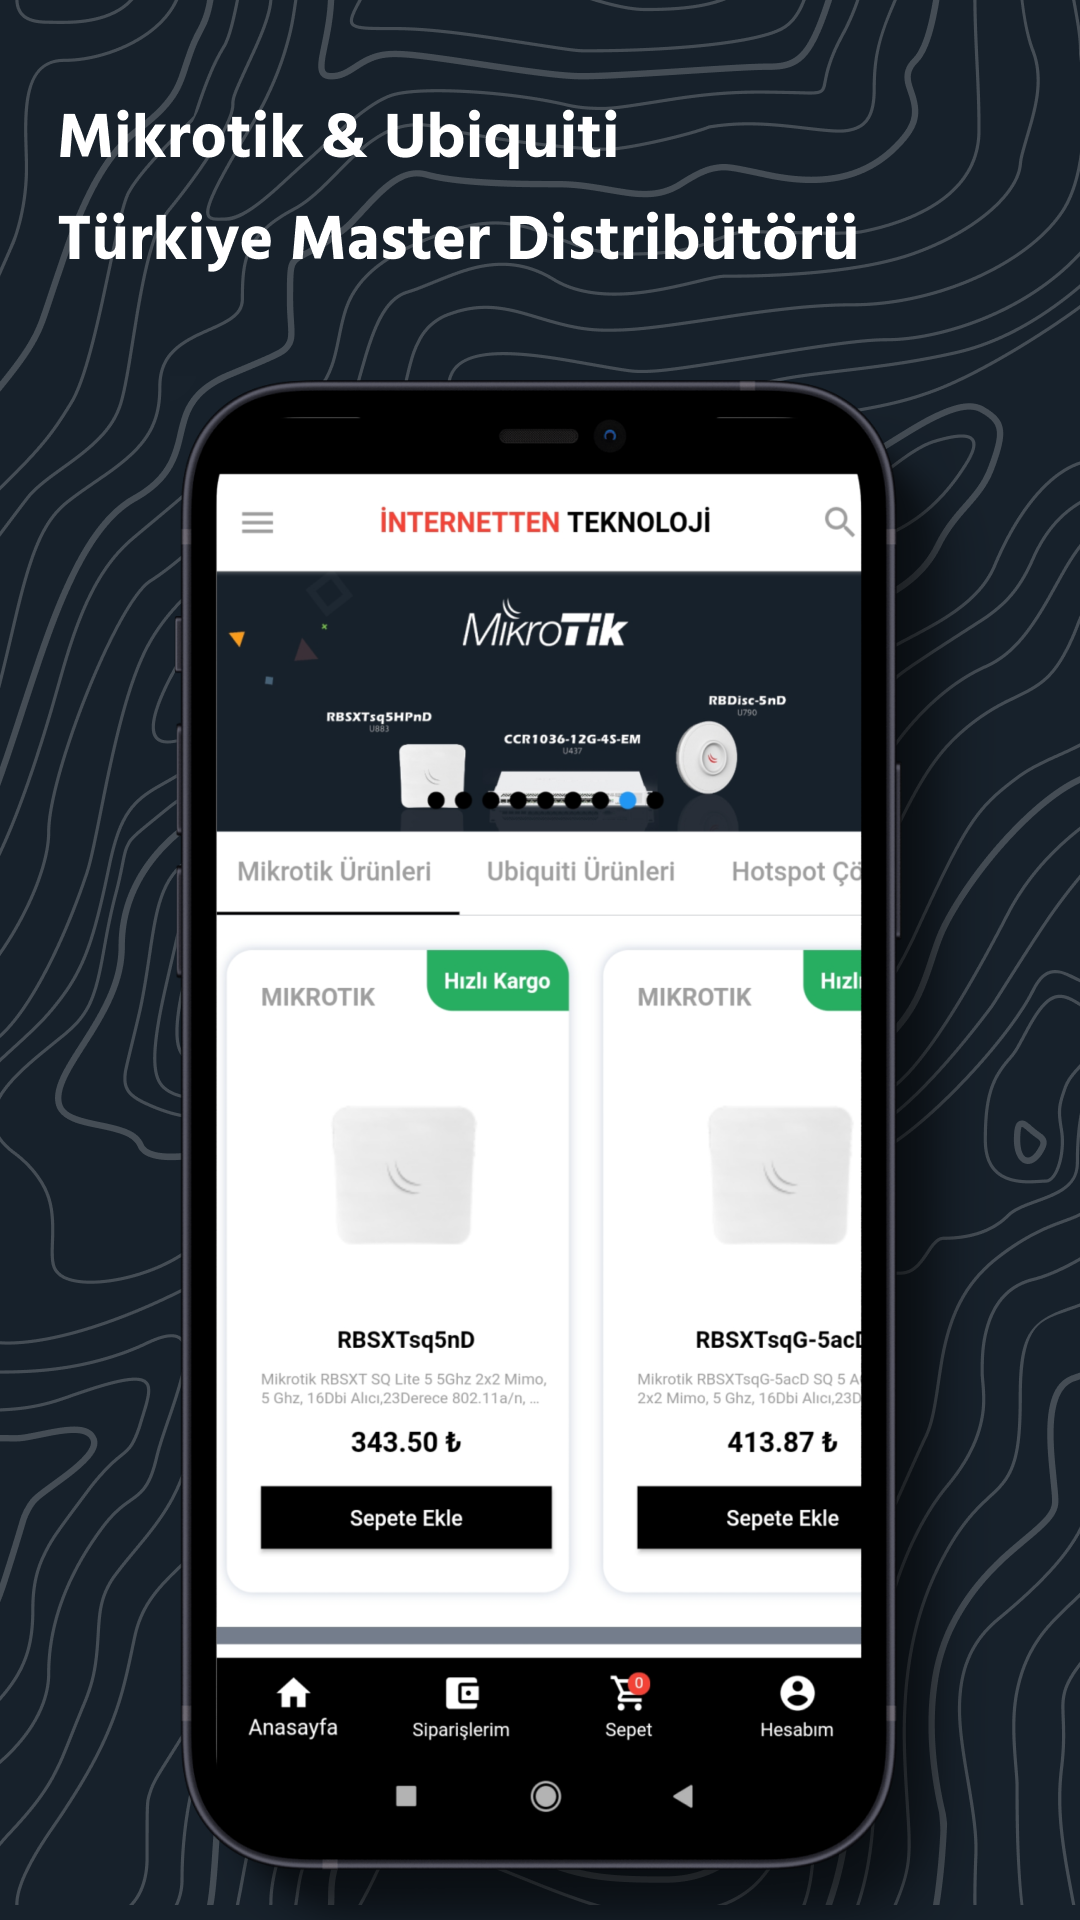 Mikrotik & Ubiquiti
Türkiye Master Distribütörü
İNTERNETTEN TEKNOLOJİ
MikroTik
RBSXTsq5HPnD
U883
CCR1036-12G-4S-EM
U437
RBDisc-5nD
U790
Mikrotik Ürünleri
Ubiquiti Ürünleri
Hotspot Çö
MIKROTIK
Hızlı Kargo
RBSXTsq5nD
Mikrotik RBSXT SQ Lite 5 5Ghz 2x2 Mimo,
5 Ghz, 16Dbi Alıcı,23Derece 802.11a/n, ...
343.50 ₺
Sepete Ekle
MIKROTIK
Hızlı
RBSXTsqG-5acD
Mikrotik RBSXTsqG-5acD SQ 5 A
2x2 Mimo, 5 Ghz, 16Dbi Alıcı,23D
413.87 ₺
Sepete Ekle
Anasayfa
Siparişlerim
0
Sepet
Hesabım